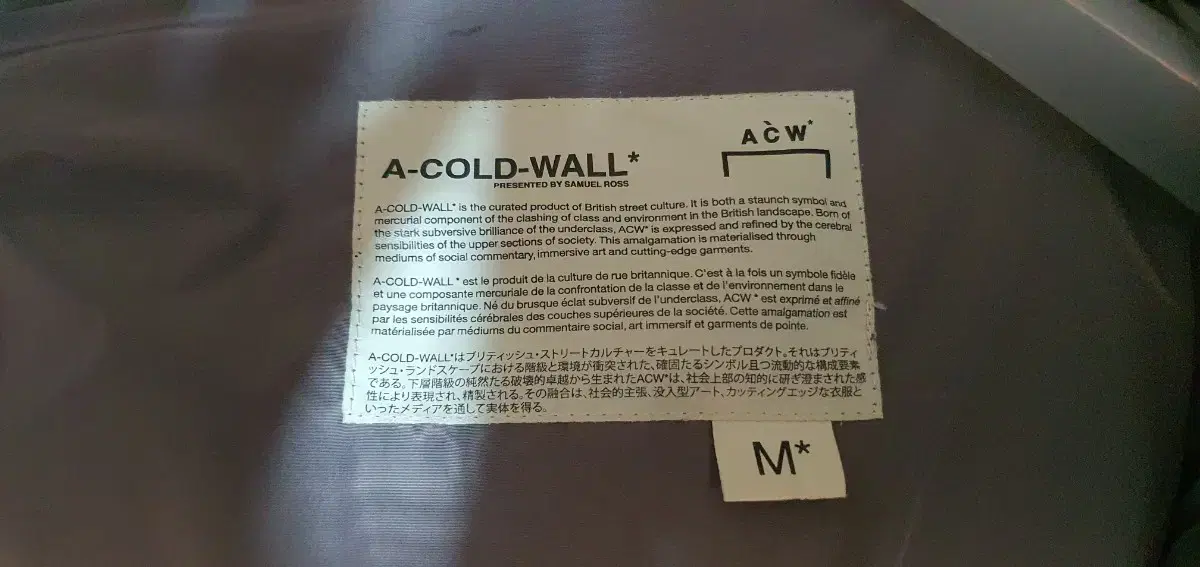 A-COLD-WALL*
PRESENTED BY SAMUEL ROSS
ÀCW*
A-COLD-WALL* is the curated product of British street culture. It is both a staunch symbol and
mercurial component of the clashing of class and environment in the British landscape. Born of
the stark subversive brilliance of the underclass, ACW* is expressed and refined by the cerebral
sensibilities of the upper sections of society. This amalgamation is materialised through
mediums of social commentary, immersive art and cutting-edge garments.
A-COLD-WALL * est le produit de la culture de rue britannique. C'est à la fois un symbole fidèle
et une composante mercuriale de la confrontation de la classe et de l'environnement dans le
paysage britannique. Né du brusque éclat subversif de l'underclass, ACW * est exprimé et affiné
par les sensibilités cérébrales des couches supérieures de la société. Cette amalgamation est
matérialisée par médiums du commentaire social, art immersif et garments de pointe.
A-COLD-WALL*はブリティッシュ・ストリートカルチャーをキュレートしたプロダクト。それはブリティ
ッシュ・ランドスケープにおける階級と環境が衝突された、確固たるシンボル且つ流動的な構成要素
である。下層階級の純然たる破壊的卓越から生まれたACW*は、社会上部の知的に研ぎ澄まされた感
性により表現され、精製される。その融合は、社会的主張、没入型アート、カッティングエッジな衣服と
いったメディアを通して実体を得る。
M*